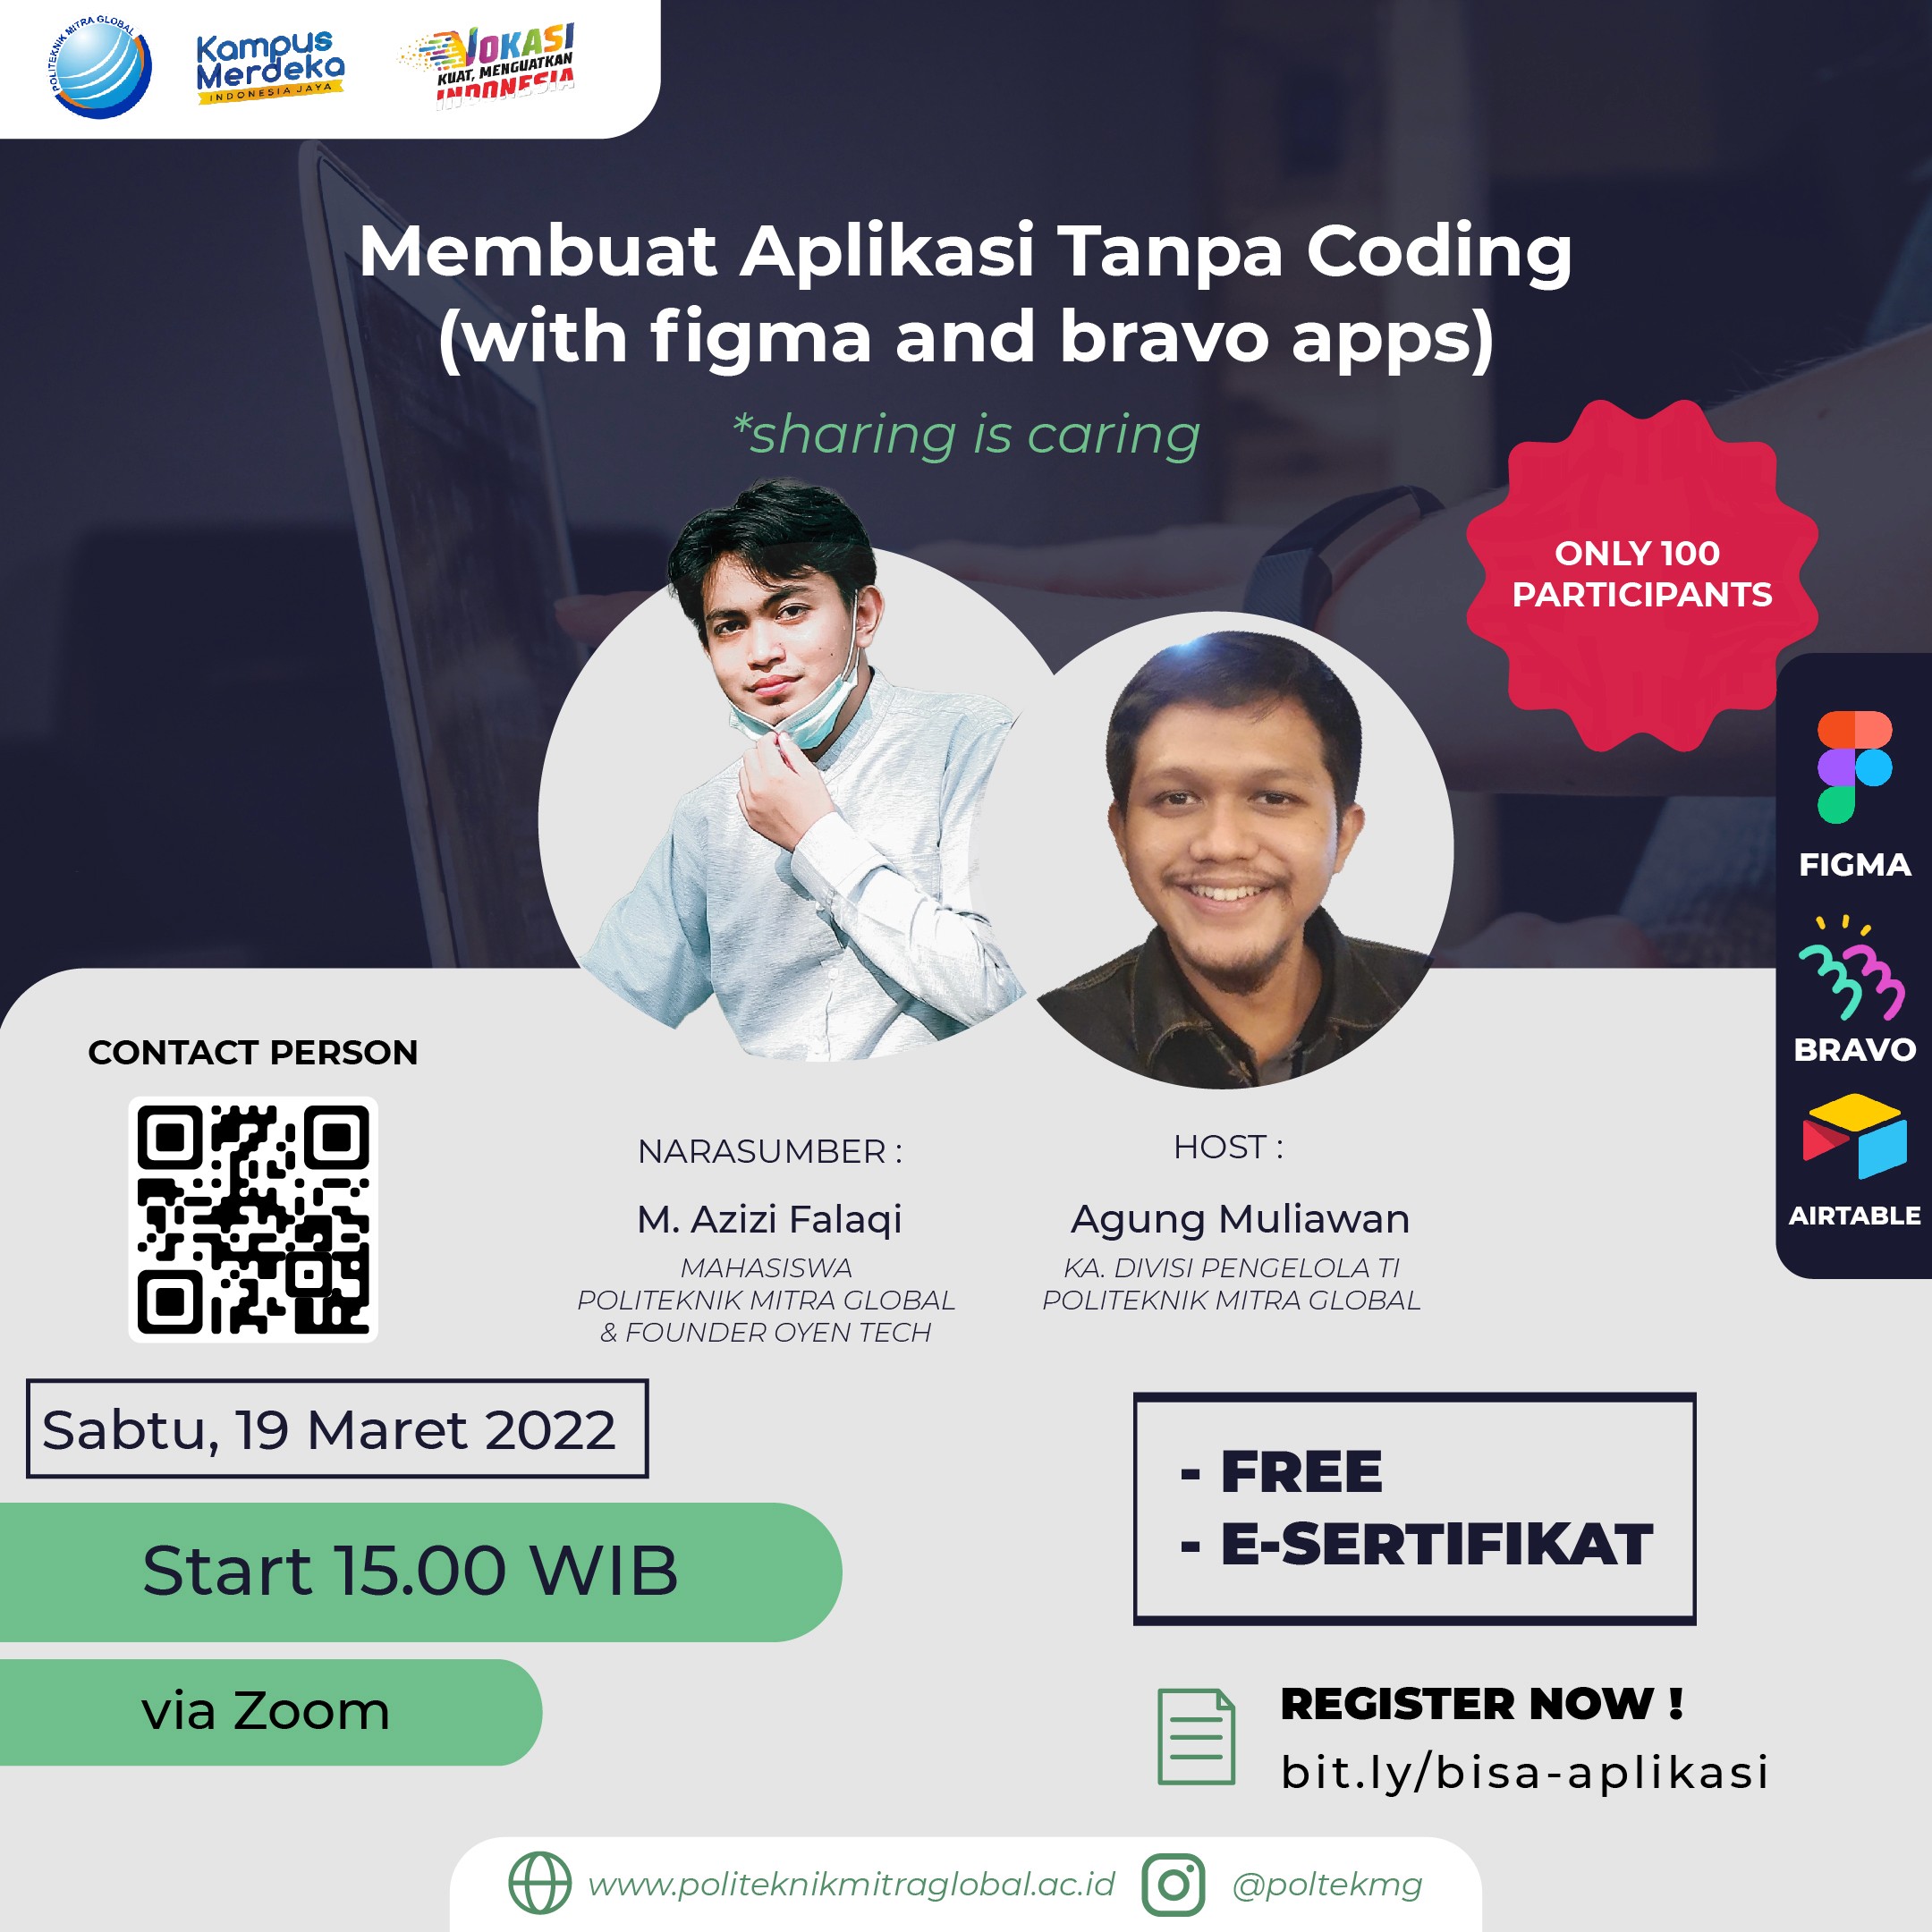 POLITEKNIK MITRA GLOBAL
Kampus
Merdeka
INDONESIA JAYA
VOKASI
KUAT, MENGUATKAN
INDONESIA
Membuat Aplikasi Tanpa Coding
(with figma and bravo apps)
*sharing is caring
ONLY 100
PARTICIPANTS
FIGMA
BRAVO
AIRTABLE
CONTACT PERSON
NARASUMBER :
M. Azizi Falaqi
MAHASISWA
POLITEKNIK MITRA GLOBAL
& FOUNDER OYEN TECH
HOST :
Agung Muliawan
KA. DIVISI PENGELOLA TI
POLITEKNIK MITRA GLOBAL
Sabtu, 19 Maret 2022
Start 15.00 WIB
via Zoom
- FREE
- E-SERTIFIKAT
REGISTER NOW !
bit.ly/bisa-aplikasi
www.politeknikmitraglobal.ac.id
@poltekmg